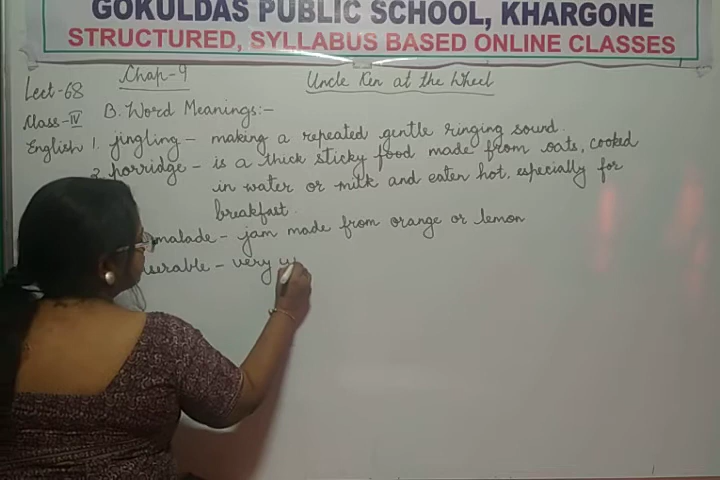 GOKULDAS PUBLIC SCHOOL, KHARGONE
STRUCTURED, SYLLABUS BASED ONLINE CLASSES
Lect-68
Chap-9
Uncle Ken at the Wheel
Class-IV
B. Word Meanings:-
English
1. jingling - making a repeated gentle ringing sound.
2. porridge - is a thick sticky food made from oats, cooked
in water or milk and eaten hot, especially for
breakfast.
malade - jam made from orange or lemon
erable - very